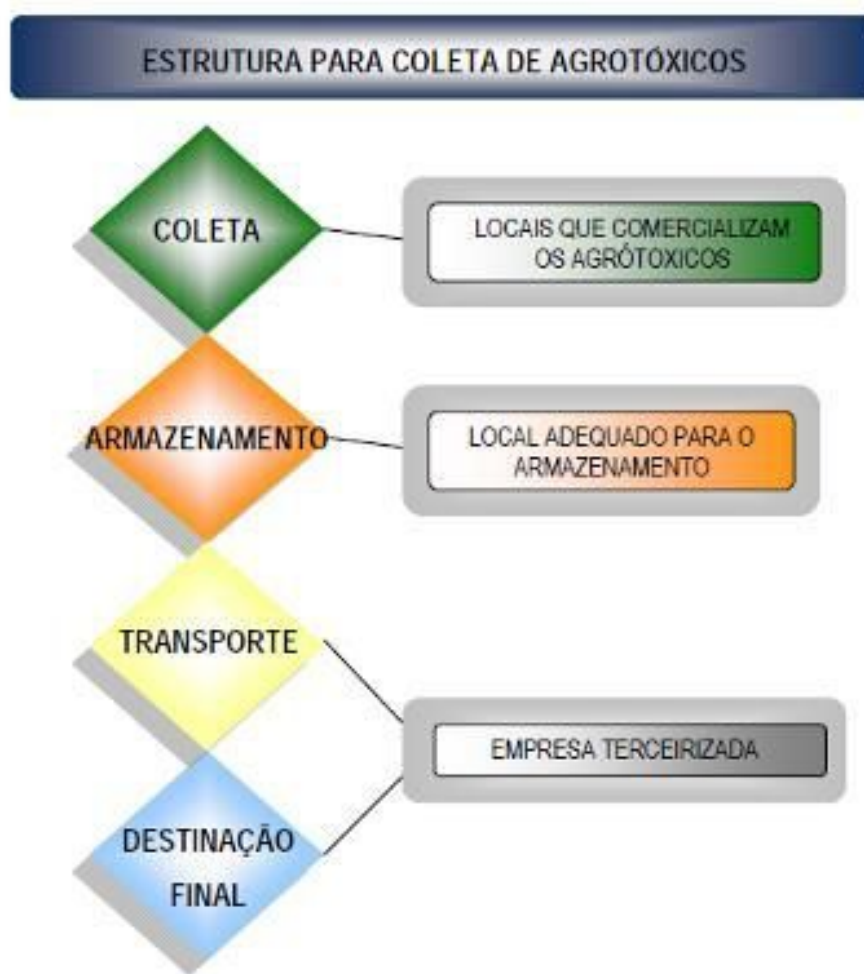 ESTRUTURA PARA COLETA DE AGROTÓXICOS
COLETA
LOCAIS QUE COMERCIALIZAM
OS AGRÓTOXICOS
ARMAZENAMENTO
LOCAL ADEQUADO PARA O
ARMAZENAMENTO
TRANSPORTE
EMPRESA TERCEIRIZADA
DESTINAÇÃO
FINAL